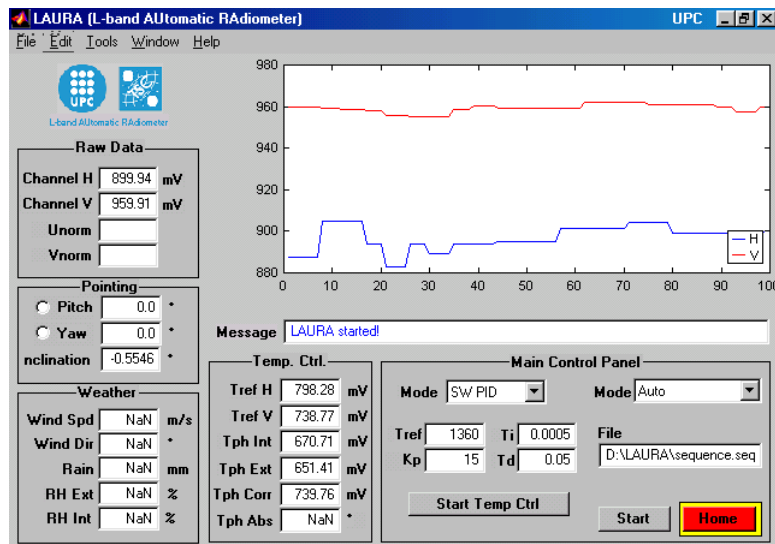 LAURA (L-band AUtomatic RAdiometer) UPC
File Edit Tools Window Help
UPC
L-band AUtomatic RAdiometer
Raw Data
Channel H 899.94 mV
Channel V 959.91 mV
Unorm
Vnorm
Pointing
Pitch 0.0 °
Yaw 0.0 °
nclination -0.5546 °
Weather
Wind Spd NaN m/s
Wind Dir NaN °
Rain NaN mm
RH Ext NaN %
RH Int NaN %
980
960
940
920
900
880
0 10 20 30 40 50 60 70 80 90 100
H
V
Message LAURA started!
Temp. Ctrl.
Tref H 798.28 mV
Tref V 738.77 mV
Tph Int 670.71 mV
Tph Ext 651.41 mV
Tph Corr 739.76 mV
Tph Abs NaN °
Main Control Panel
Mode SW PID Mode Auto
Tref 1360 Ti 0.0005 File
Kp 15 Td 0.05 D:\LAURA\sequence.seq
Start Temp Ctrl
Start Home